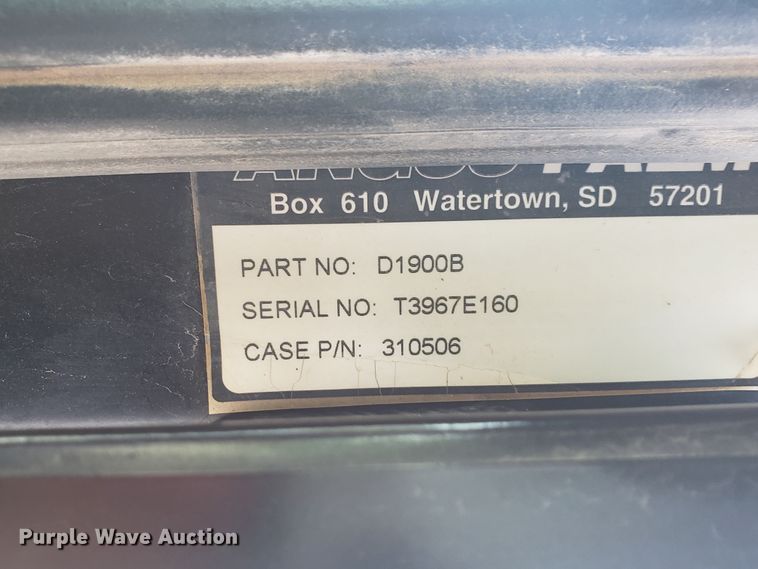 Box 610 Watertown, SD 57201
PART NO: D1900B
SERIAL NO: T3967E160
CASE P/N: 310506
Purple Wave Auction